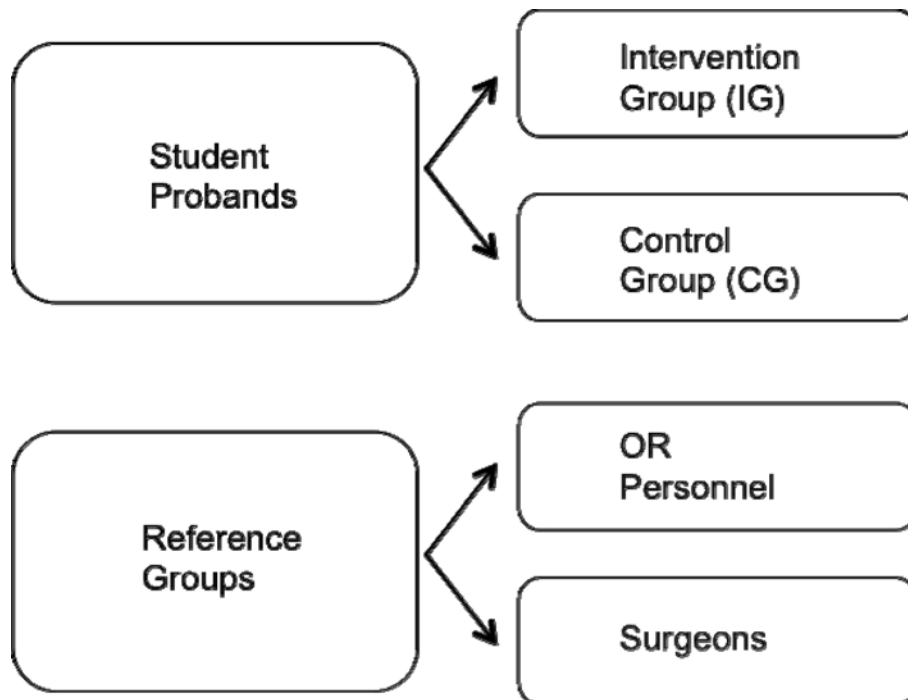 Student
Probands
Intervention
Group (IG)
Control
Group (CG)
Reference
Groups
OR
Personnel
Surgeons